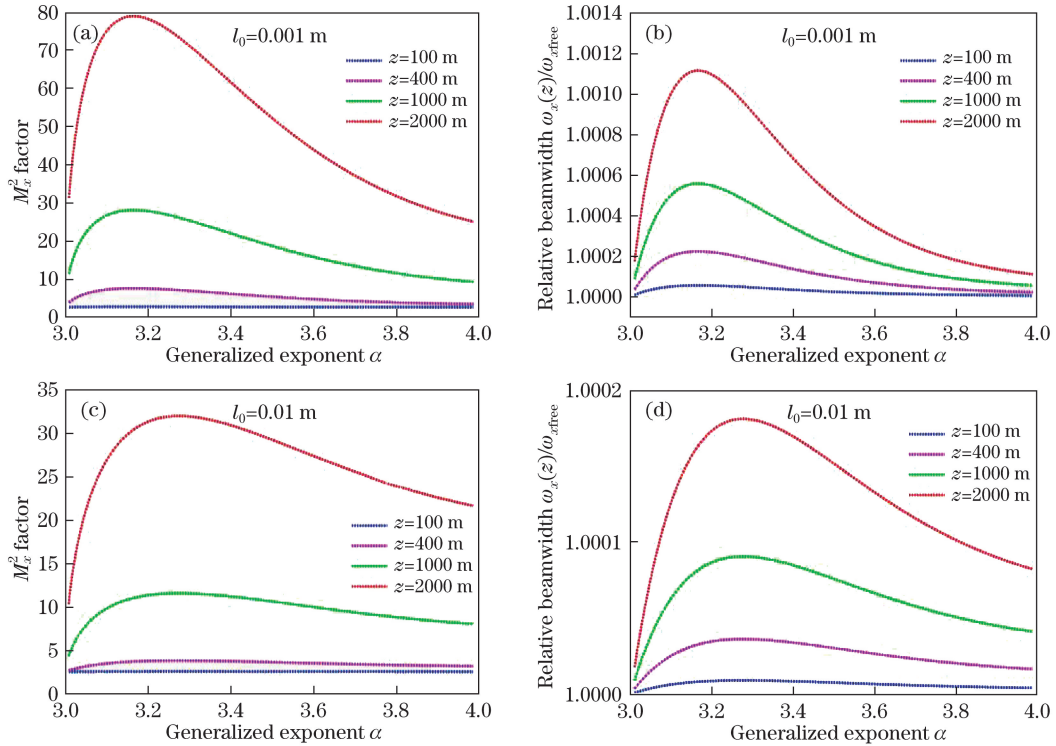 (a)
l₀=0.001 m
z=100 m
z=400 m
z=1000 m
z=2000 m
80
70
60
50
40
30
20
10
0
M²ₓ factor
3.0 3.2 3.4 3.6 3.8 4.0
Generalized exponent α
(b)
l₀=0.001 m
z=100 m
z=400 m
z=1000 m
z=2000 m
1.0014
1.0012
1.0010
1.0008
1.0006
1.0004
1.0002
1.0000
Relative beamwidth ωₓ(z)/ωₓfree
3.0 3.2 3.4 3.6 3.8 4.0
Generalized exponent α
(c)
l₀=0.01 m
z=100 m
z=400 m
z=1000 m
z=2000 m
35
30
25
20
15
10
5
0
M²ₓ factor
3.0 3.2 3.4 3.6 3.8 4.0
Generalized exponent α
(d)
l₀=0.01 m
z=100 m
z=400 m
z=1000 m
z=2000 m
1.0002
1.0001
1.0000
Relative beamwidth ωₓ(z)/ωₓfree
3.0 3.2 3.4 3.6 3.8 4.0
Generalized exponent α